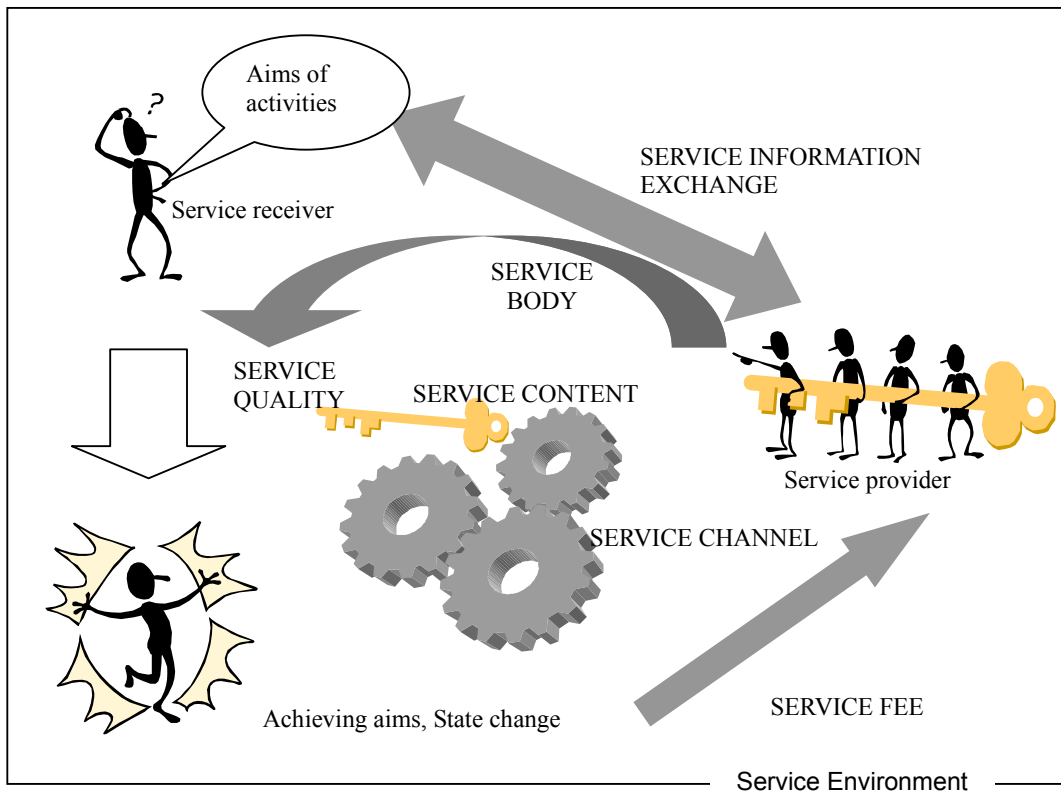 Aims of
activities
?
Service receiver
SERVICE INFORMATION
EXCHANGE
SERVICE
BODY
SERVICE
QUALITY
SERVICE CONTENT
Service provider
SERVICE CHANNEL
Achieving aims, State change
SERVICE FEE
Service Environment